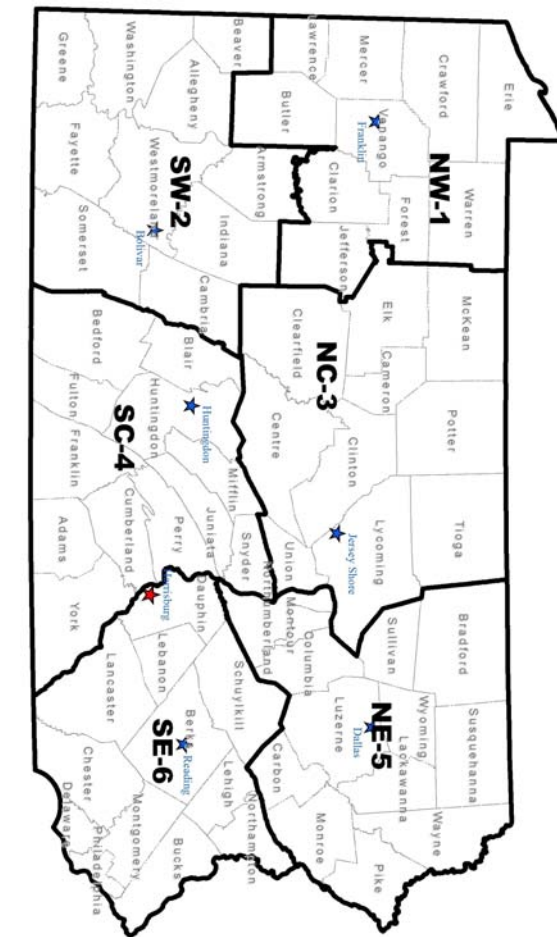 Erie
Crawford
Warren
Mercer
Venango
Franklin
Forest
NW-1
Lawrence
Butler
Clarion
Jefferson
Beaver
Armstrong
Allegheny
Indiana
Washington
Westmoreland
SW-2
Bolivar
Cambria
Greene
Fayette
Somerset
McKean
Potter
Tioga
Elk
Cameron
Clinton
Lycoming
Jersey Shore
NC-3
Clearfield
Centre
Union
Blair
Huntingdon
Huntingdon
Mifflin
Snyder
Juniata
Perry
SC-4
Bedford
Fulton
Franklin
Cumberland
Adams
York
Bradford
Susquehanna
Sullivan
Wyoming
Wayne
Lackawanna
NE-5
Dallas
Luzerne
Pike
Columbia
Montour
Northumberland
Carbon
Monroe
Dauphin
Harrisburg
Schuylkill
Lebanon
Berks
Reading
Lehigh
Northampton
SE-6
Lancaster
Chester
Montgomery
Bucks
Delaware
Philadelphia